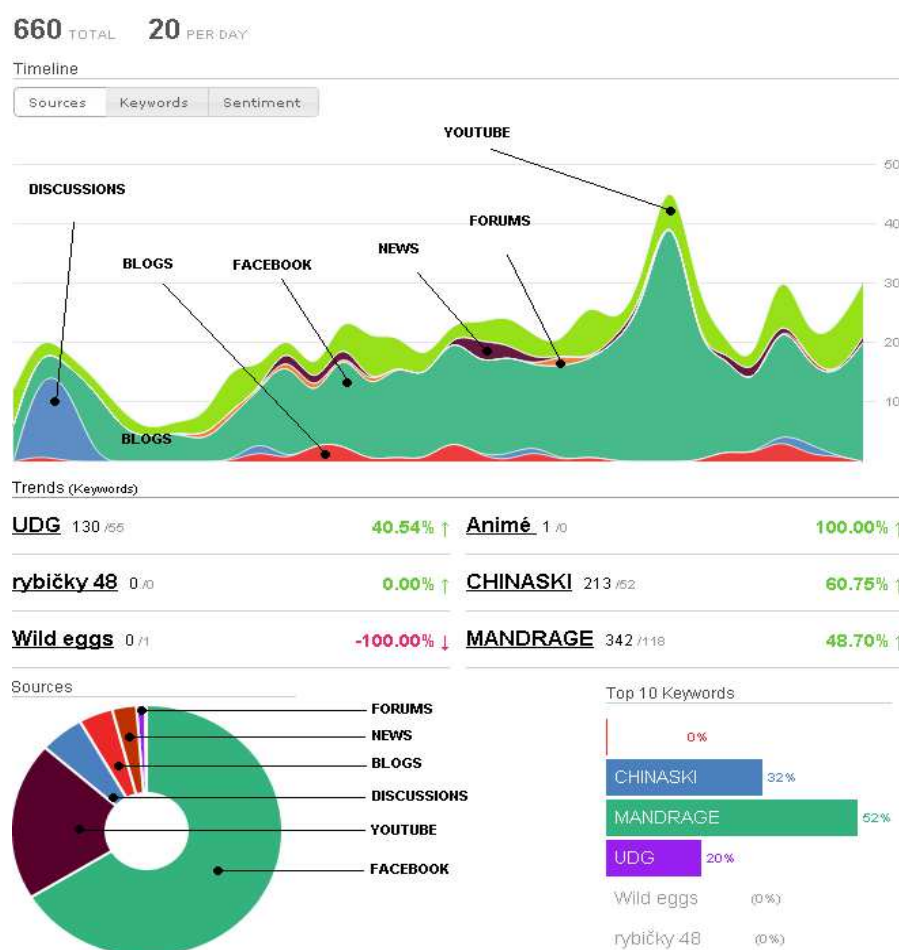 660 TOTAL 20 PER DAY
Timeline
Sources Keywords Sentiment
YOUTUBE
50
DISCUSSIONS
40
FORUMS
NEWS
BLOGS
FACEBOOK
30
20
10
BLOGS
Trends (Keywords)
UDG 130 /55 40.54% ↑ Animé 1 /0 100.00% ↑
rybičky 48 0 /0 0.00% ↑ CHINASKI 213 /52 60.75% ↑
Wild eggs 0 /1 -100.00% ↓ MANDRAGE 342 /118 48.70% ↑
Sources
FORUMS
NEWS
BLOGS
DISCUSSIONS
YOUTUBE
FACEBOOK
Top 10 Keywords
0%
CHINASKI 32%
MANDRAGE 52%
UDG 20%
Wild eggs (0%)
rybičky 48 (0%)